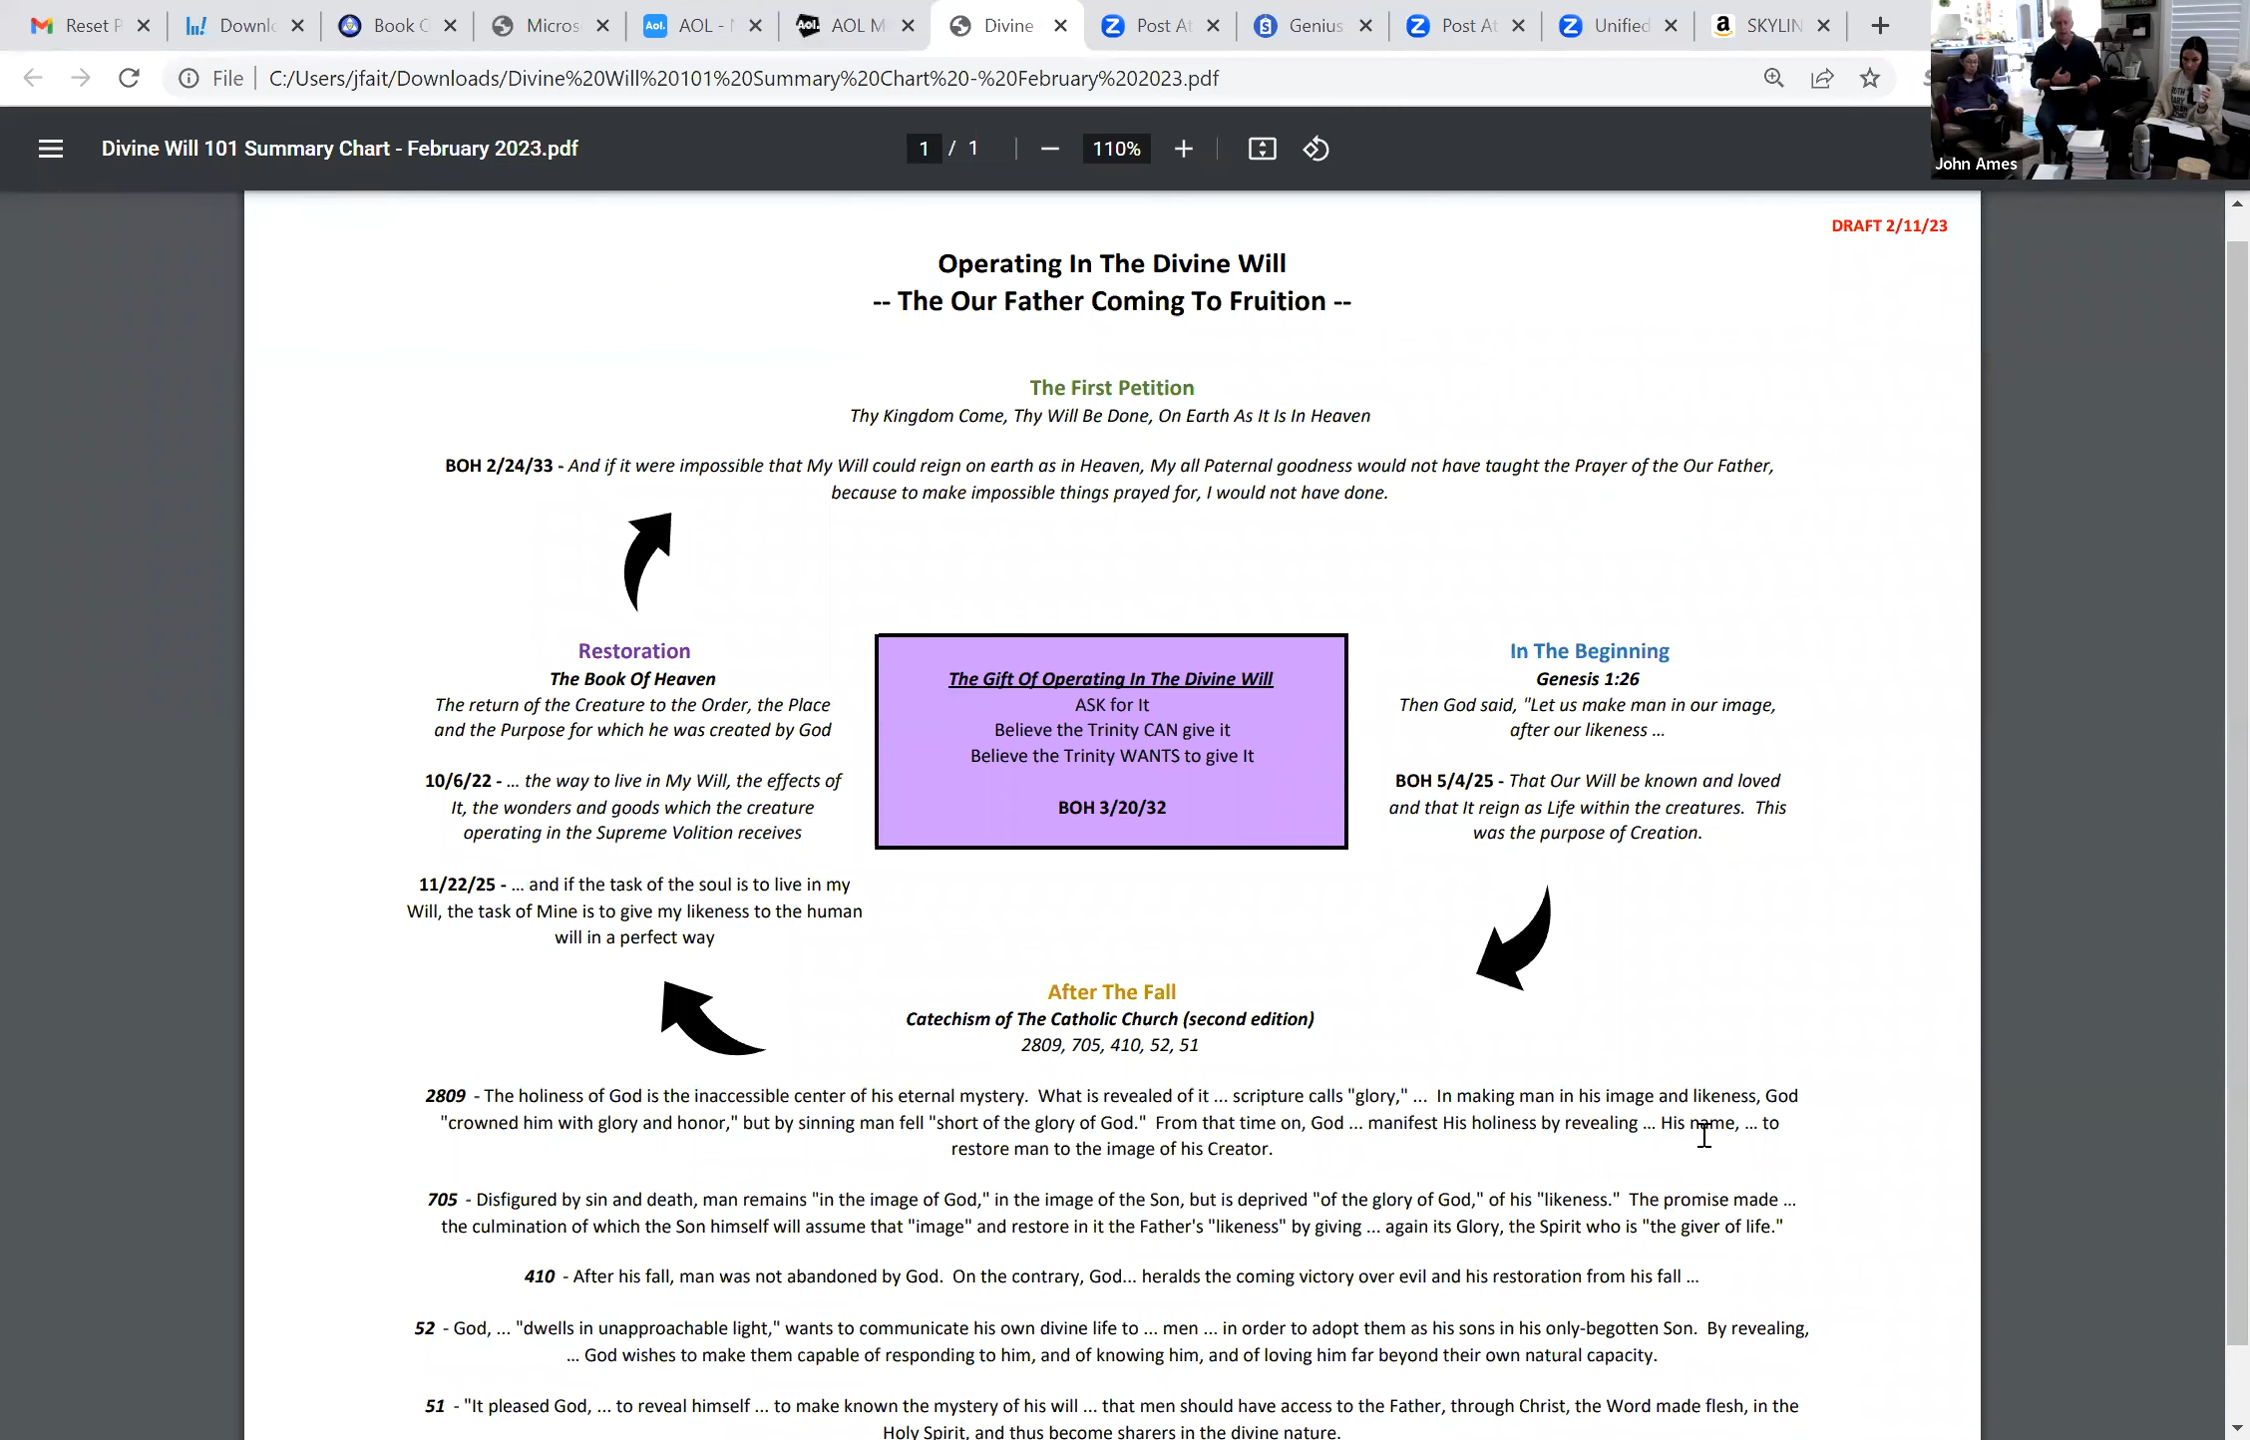 Reset P
Downlo
Book C
Micros
Aol.
AOL -
Aol.
AOL M
Divine
Post At
Genius
Post At
Unified
SKYLIN
File
C:/Users/jfait/Downloads/Divine%20Will%20101%20Summary%20Chart%20-%20February%202023.pdf
John Ames
Divine Will 101 Summary Chart - February 2023.pdf
1 / 1
110%
DRAFT 2/11/23
Operating In The Divine Will
-- The Our Father Coming To Fruition --
The First Petition
Thy Kingdom Come, Thy Will Be Done, On Earth As It Is In Heaven
BOH 2/24/33 - And if it were impossible that My Will could reign on earth as in Heaven, My all Paternal goodness would not have taught the Prayer of the Our Father,
because to make impossible things prayed for, I would not have done.
Restoration
The Book Of Heaven
The return of the Creature to the Order, the Place
and the Purpose for which he was created by God
10/6/22 - ... the way to live in My Will, the effects of
It, the wonders and goods which the creature
operating in the Supreme Volition receives
11/22/25 - ... and if the task of the soul is to live in my
Will, the task of Mine is to give my likeness to the human
will in a perfect way
The Gift Of Operating In The Divine Will
ASK for It
Believe the Trinity CAN give it
Believe the Trinity WANTS to give It
BOH 3/20/32
In The Beginning
Genesis 1:26
Then God said, "Let us make man in our image,
after our likeness ...
BOH 5/4/25 - That Our Will be known and loved
and that It reign as Life within the creatures.  This
was the purpose of Creation.
After The Fall
Catechism of The Catholic Church (second edition)
2809, 705, 410, 52, 51
2809 - The holiness of God is the inaccessible center of his eternal mystery.  What is revealed of it ... scripture calls "glory," ...  In making man in his image and likeness, God
"crowned him with glory and honor," but by sinning man fell "short of the glory of God."  From that time on, God ... manifest His holiness by revealing ... His name, ... to
restore man to the image of his Creator.
705 - Disfigured by sin and death, man remains "in the image of God," in the image of the Son, but is deprived "of the glory of God," of his "likeness."  The promise made ...
the culmination of which the Son himself will assume that "image" and restore in it the Father's "likeness" by giving ... again its Glory, the Spirit who is "the giver of life."
410 - After his fall, man was not abandoned by God.  On the contrary, God... heralds the coming victory over evil and his restoration from his fall ...
52 - God, ... "dwells in unapproachable light," wants to communicate his own divine life to ... men ... in order to adopt them as his sons in his only-begotten Son.  By revealing,
... God wishes to make them capable of responding to him, and of knowing him, and of loving him far beyond their own natural capacity.
51 - "It pleased God, ... to reveal himself ... to make known the mystery of his will ... that men should have access to the Father, through Christ, the Word made flesh, in the
Holy Spirit, and thus become sharers in the divine nature.